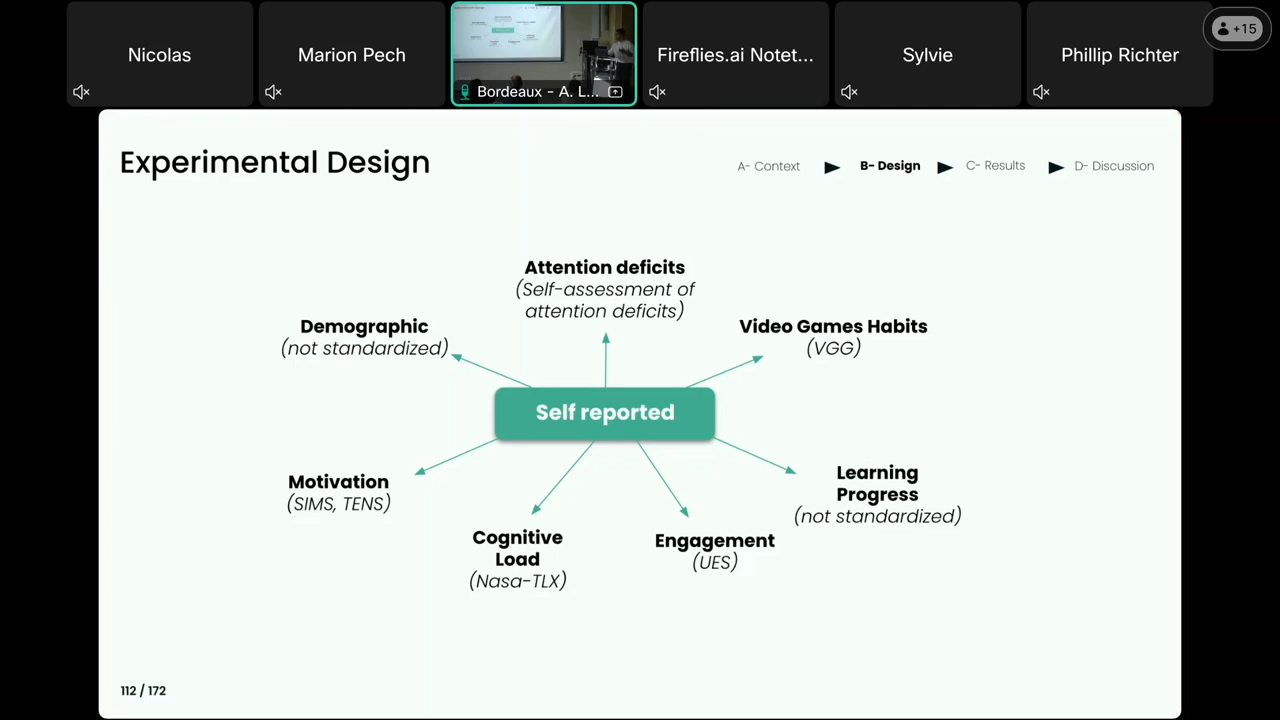 Nicolas
Marion Pech
Bordeaux - A. L...
Fireflies.ai Notet...
Sylvie
Phillip Richter
+15
Experimental Design
A- Context
B- Design
C- Results
D- Discussion
Attention deficits
(Self-assessment of
attention deficits)
Demographic
(not standardized)
Video Games Habits
(VGG)
Self reported
Motivation
(SIMS, TENS)
Cognitive
Load
(Nasa-TLX)
Engagement
(UES)
Learning
Progress
(not standardized)
112 / 172